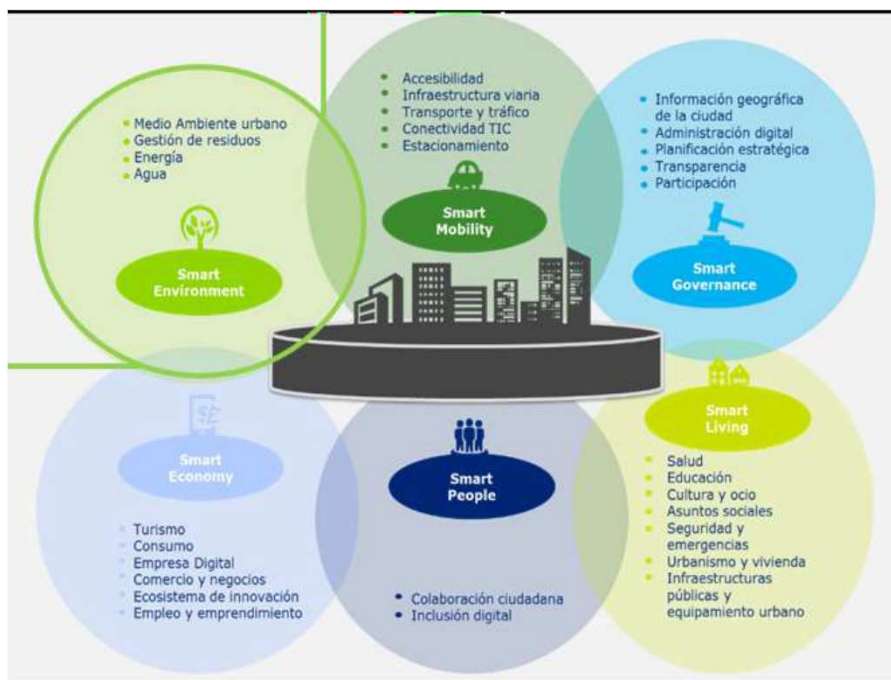 Medio Ambiente urbano
Gestión de residuos
Energía
Agua
Smart
Environment
Accesibilidad
Infraestructura viaria
Transporte y tráfico
Conectividad TIC
Estacionamiento
Smart
Mobility
Información geográfica
de la ciudad
Administración digital
Planificación estratégica
Transparencia
Participación
Smart
Governance
Smart
Economy
Turismo
Consumo
Empresa Digital
Comercio y negocios
Ecosistema de innovación
Empleo y emprendimiento
Smart
People
Colaboración ciudadana
Inclusión digital
Smart
Living
Salud
Educación
Cultura y ocio
Asuntos sociales
Seguridad y
emergencias
Urbanismo y vivienda
Infraestructuras
públicas y
equipamiento urbano